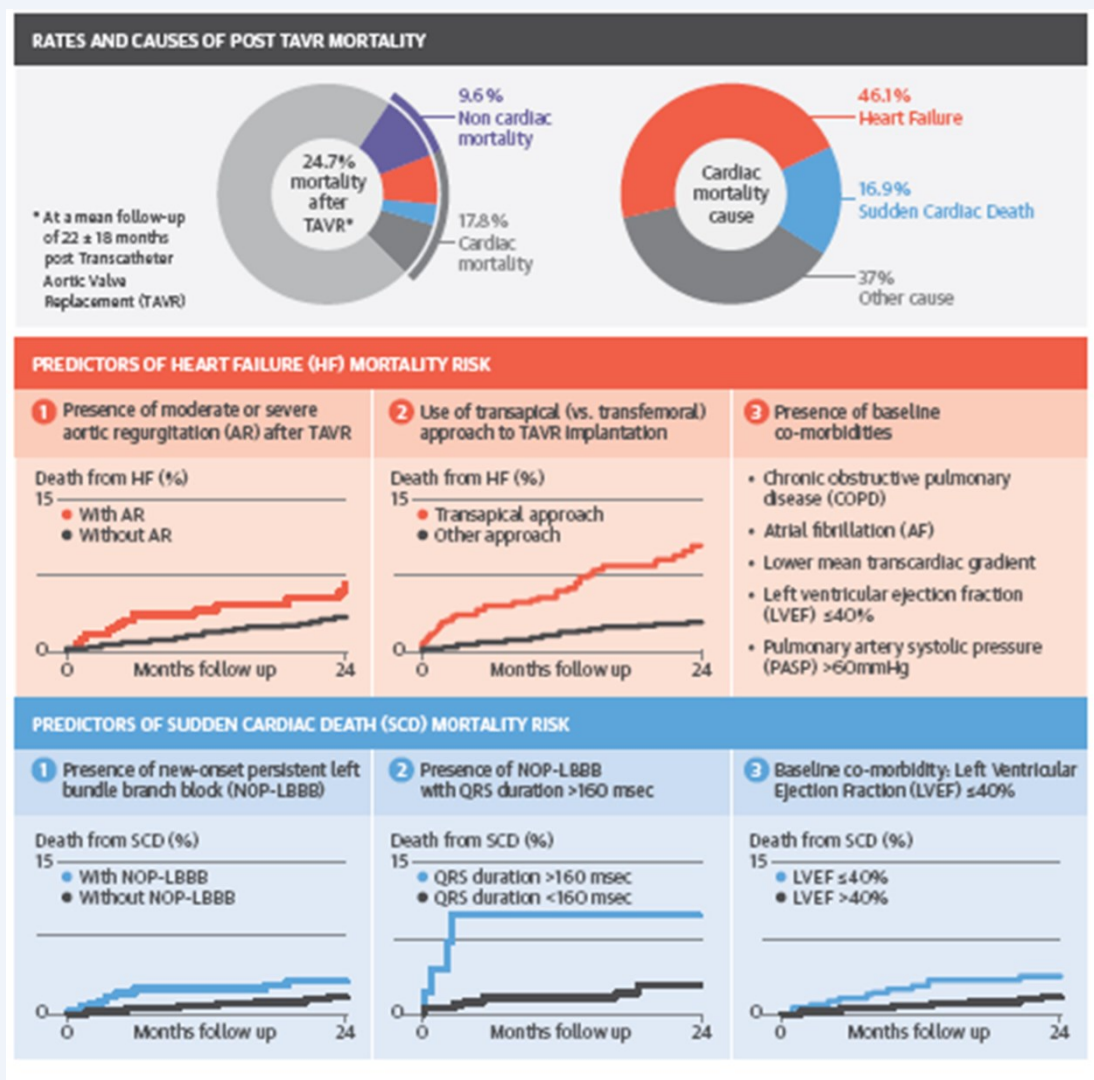 RATES AND CAUSES OF POST TAVR MORTALITY
24.7%
mortality
after
TAVR*
9.6%
Non cardiac
mortality
17.8%
Cardiac
mortality
* At a mean follow-up
of 22 ± 18 months
post Transcatheter
Aortic Valve
Replacement (TAVR)
Cardiac
mortality
cause
46.1%
Heart Failure
16.9%
Sudden Cardiac Death
37%
Other cause
PREDICTORS OF HEART FAILURE (HF) MORTALITY RISK
1 Presence of moderate or severe
aortic regurgitation (AR) after TAVR
Death from HF (%)
15
With AR
Without AR
0
0 Months follow up 24
2 Use of transapical (vs. transfemoral)
approach to TAVR implantation
Death from HF (%)
15
Transapical approach
Other approach
0
0 Months follow up 24
3 Presence of baseline
co-morbidities
• Chronic obstructive pulmonary
disease (COPD)
• Atrial fibrillation (AF)
• Lower mean transcardiac gradient
• Left ventricular ejection fraction
(LVEF) ≤40%
• Pulmonary artery systolic pressure
(PASP) >60mmHg
PREDICTORS OF SUDDEN CARDIAC DEATH (SCD) MORTALITY RISK
1 Presence of new-onset persistent left
bundle branch block (NOP-LBBB)
Death from SCD (%)
15
With NOP-LBBB
Without NOP-LBBB
0
0 Months follow up 24
2 Presence of NOP-LBBB
with QRS duration >160 msec
Death from SCD (%)
15
QRS duration >160 msec
QRS duration <160 msec
0
0 Months follow up 24
3 Baseline co-morbidity: Left Ventricular
Ejection Fraction (LVEF) ≤40%
Death from SCD (%)
15
LVEF ≤40%
LVEF >40%
0
0 Months follow up 24